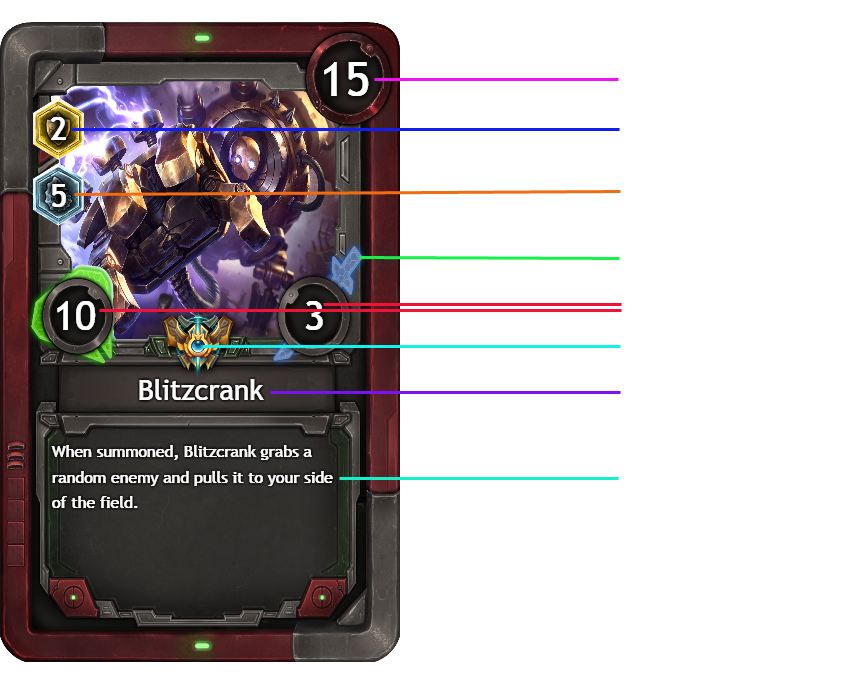 15
2
5
10
3
Blitzcrank
When summoned, Blitzcrank grabs a
random enemy and pulls it to your side
of the field.